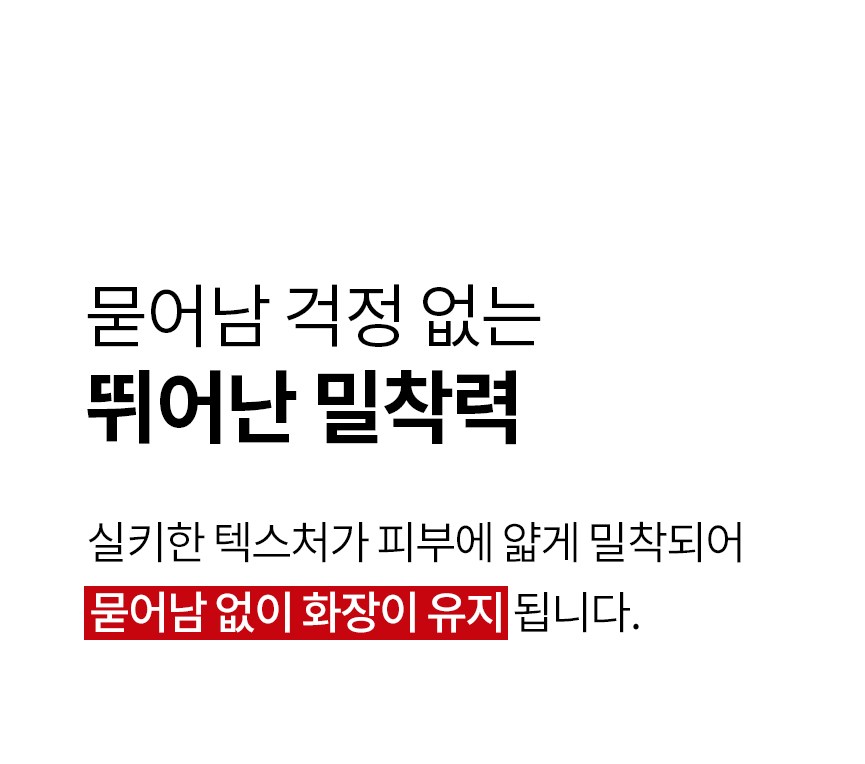 묻어남 걱정 없는
뛰어난 밀착력
실키한 텍스처가 피부에 얇게 밀착되어
묻어남 없이 화장이 유지 됩니다.